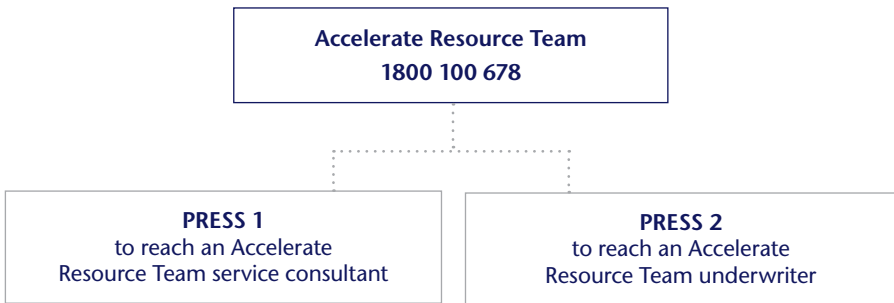 Accelerate Resource Team
1800 100 678
PRESS 1
to reach an Accelerate
Resource Team service consultant
PRESS 2
to reach an Accelerate
Resource Team underwriter